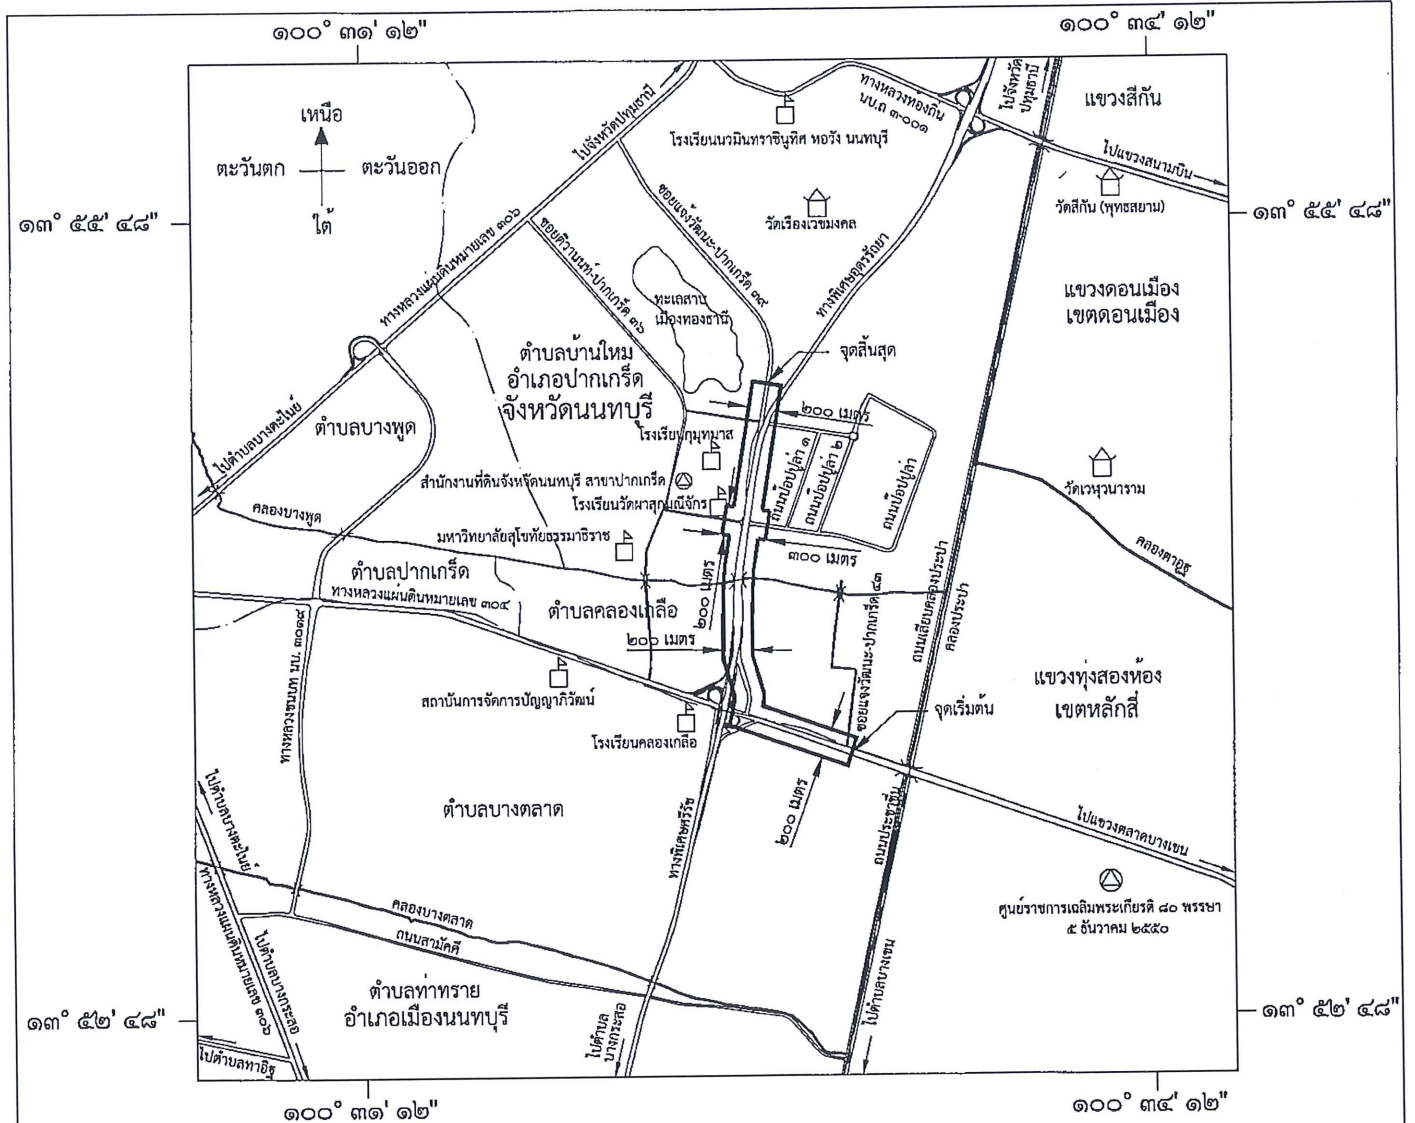 ๑๐๐° ๓๑' ๑๒"
๑๐๐° ๓๔' ๑๒"
เหนือ
ตะวันตก
ตะวันออก
ใต้
๑๓° ๕๕' ๔๘"
๑๓° ๕๕' ๔๘"
ไปจังหวัดปทุมธานี
ทางหลวงท้องถิ่น
นบ.ถ ๓-๐๐๑
ไปจังหวัด
ปทุมธานี
แขวงสีกัน
โรงเรียนนวมินทราชินูทิศ หอวัง นนทบุรี
ไปแขวงสนามบิน
วัดสีกัน (พุทธสยาม)
วัดเรืองเวชมงคล
ซอยแจ้งวัฒนะ-ปากเกร็ด ๓๙
ซอยติวานนท์-ปากเกร็ด ๓๖
ทางหลวงแผ่นดินหมายเลข ๓๐๖
ทางพิเศษอุดรรัถยา
ทะเลสาบ
เมืองทองธานี
แขวงดอนเมือง
เขตดอนเมือง
จุดสิ้นสุด
ตำบลบ้านใหม่
อำเภอปากเกร็ด
จังหวัดนนทบุรี
๒๐๐ เมตร
ไปตำบลบางตะไนย์
ตำบลบางพูด
โรงเรียนกุมุทมาส
สำนักงานที่ดินจังหวัดนนทบุรี สาขาปากเกร็ด
โรงเรียนวัดผาสุกมณีจักร
ถนนป๊อปปูล่า ๑
ถนนป๊อปปูล่า ๒
ถนนป๊อปปูล่า
วัดเวฬุวนาราม
คลองบางพูด
มหาวิทยาลัยสุโขทัยธรรมาธิราช
๓๐๐ เมตร
คลองตาอูฐ
ตำบลปากเกร็ด
ทางหลวงแผ่นดินหมายเลข ๓๐๔
ตำบลคลองเกลือ
๒๐๐ เมตร
๒๐๐ เมตร
ซอยแจ้งวัฒนะ-ปากเกร็ด ๔๓
ถนนเลียบคลองประปา
คลองประปา
ทางหลวงชนบท นบ. ๓๐๑๙
สถาบันการจัดการปัญญาภิวัฒน์
โรงเรียนคลองเกลือ
แขวงทุ่งสองห้อง
เขตหลักสี่
จุดเริ่มต้น
๒๐๐ เมตร
ตำบลบางตลาด
ทางพิเศษศรีรัช
ถนนประชาชื่น
ไปแขวงตลาดบางเขน
ไปตำบลบางตะไนย์
ทางหลวงแผ่นดินหมายเลข ๓๐๖
ไปตำบลบางกระสอ
คลองบางตลาด
ถนนสามัคคี
ศูนย์ราชการเฉลิมพระเกียรติ ๘๐ พรรษา
๕ ธันวาคม ๒๕๕๐
ตำบลท่าทราย
อำเภอเมืองนนทบุรี
ไปตำบล
บางกระสอ
ไปตำบลบางเขน
๑๓° ๕๒' ๔๘"
๑๓° ๕๒' ๔๘"
ไปตำบลท่าอิฐ
๑๐๐° ๓๑' ๑๒"
๑๐๐° ๓๔' ๑๒"